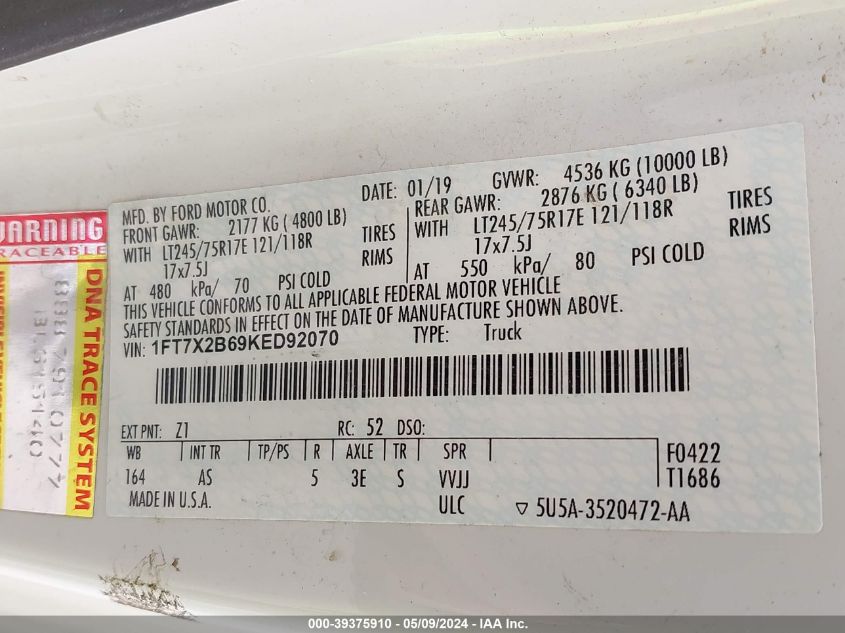 MFD. BY FORD MOTOR CO.
DATE: 01/19
GVWR: 4536 KG (10000 LB)
FRONT GAWR: 2177 KG ( 4800 LB)
REAR GAWR: 2876 KG ( 6340 LB)
WITH LT245/75R17E 121/118R TIRES
WITH LT245/75R17E 121/118R TIRES
17x7.5J RIMS
17x7.5J RIMS
AT 480 kPa/ 70 PSI COLD
AT 550 kPa/ 80 PSI COLD
THIS VEHICLE CONFORMS TO ALL APPLICABLE FEDERAL MOTOR VEHICLE
SAFETY STANDARDS IN EFFECT ON THE DATE OF MANUFACTURE SHOWN ABOVE.
VIN: 1FT7X2B69KED92070 TYPE: Truck
EXT PNT: Z1 RC: 52 DSO:
WB INT TR TP/PS R AXLE TR SPR F0422
164 AS 5 3E S VVJJ T1686
MADE IN U.S.A. ULC ▽ 5U5A-3520472-AA
WARNING
TRACEABLE
DNA TRACE SYSTEM
000-39375910 - 05/09/2024 - IAA Inc.